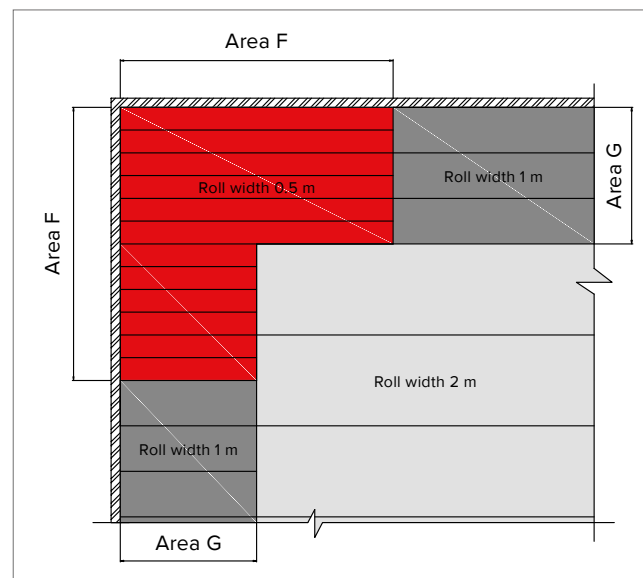 Area F
Area F
Roll width 0.5 m
Roll width 1 m
Area G
Roll width 2 m
Roll width 1 m
Area G